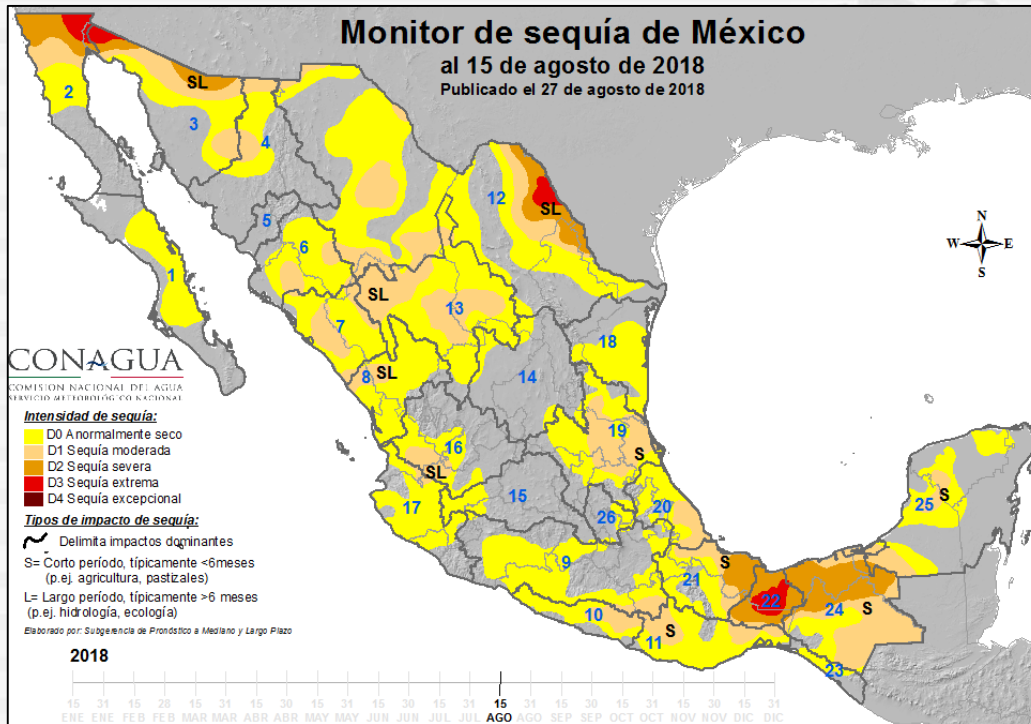 Monitor de sequía de México
al 15 de agosto de 2018
Publicado el 27 de agosto de 2018
2
SL
3
4
12
SL
5
6
1
SL
13
7
18
8
SL
14
19
16
S
SL
17
15
25
S
26
20
9
S
21
22
24
S
10
S
11
23
N
W
E
S
CONAGUA
COMISIÓN NACIONAL DEL AGUA
SERVICIO METEOROLÓGICO NACIONAL
Intensidad de sequía:
D0 Anormalmente seco
D1 Sequía moderada
D2 Sequía severa
D3 Sequía extrema
D4 Sequía excepcional
Tipos de impacto de sequía:
Delimita impactos dominantes
S= Corto período, típicamente <6meses
(p.ej. agricultura, pastizales)
L= Largo período, típicamente >6 meses
(p.ej. hidrología, ecología)
Elaborado por: Subgerencia de Pronóstico a Mediano y Largo Plazo
2018
15 31 15 28 15 31 15 30 15 31 15 30 15 31 15 31 15 30 15 31 15 30 15 31
ENE ENE FEB FEB MAR MAR ABR ABR MAY MAY JUN JUN JUL JUL AGO AGO SEP SEP OCT OCT NOV NOV DIC DIC